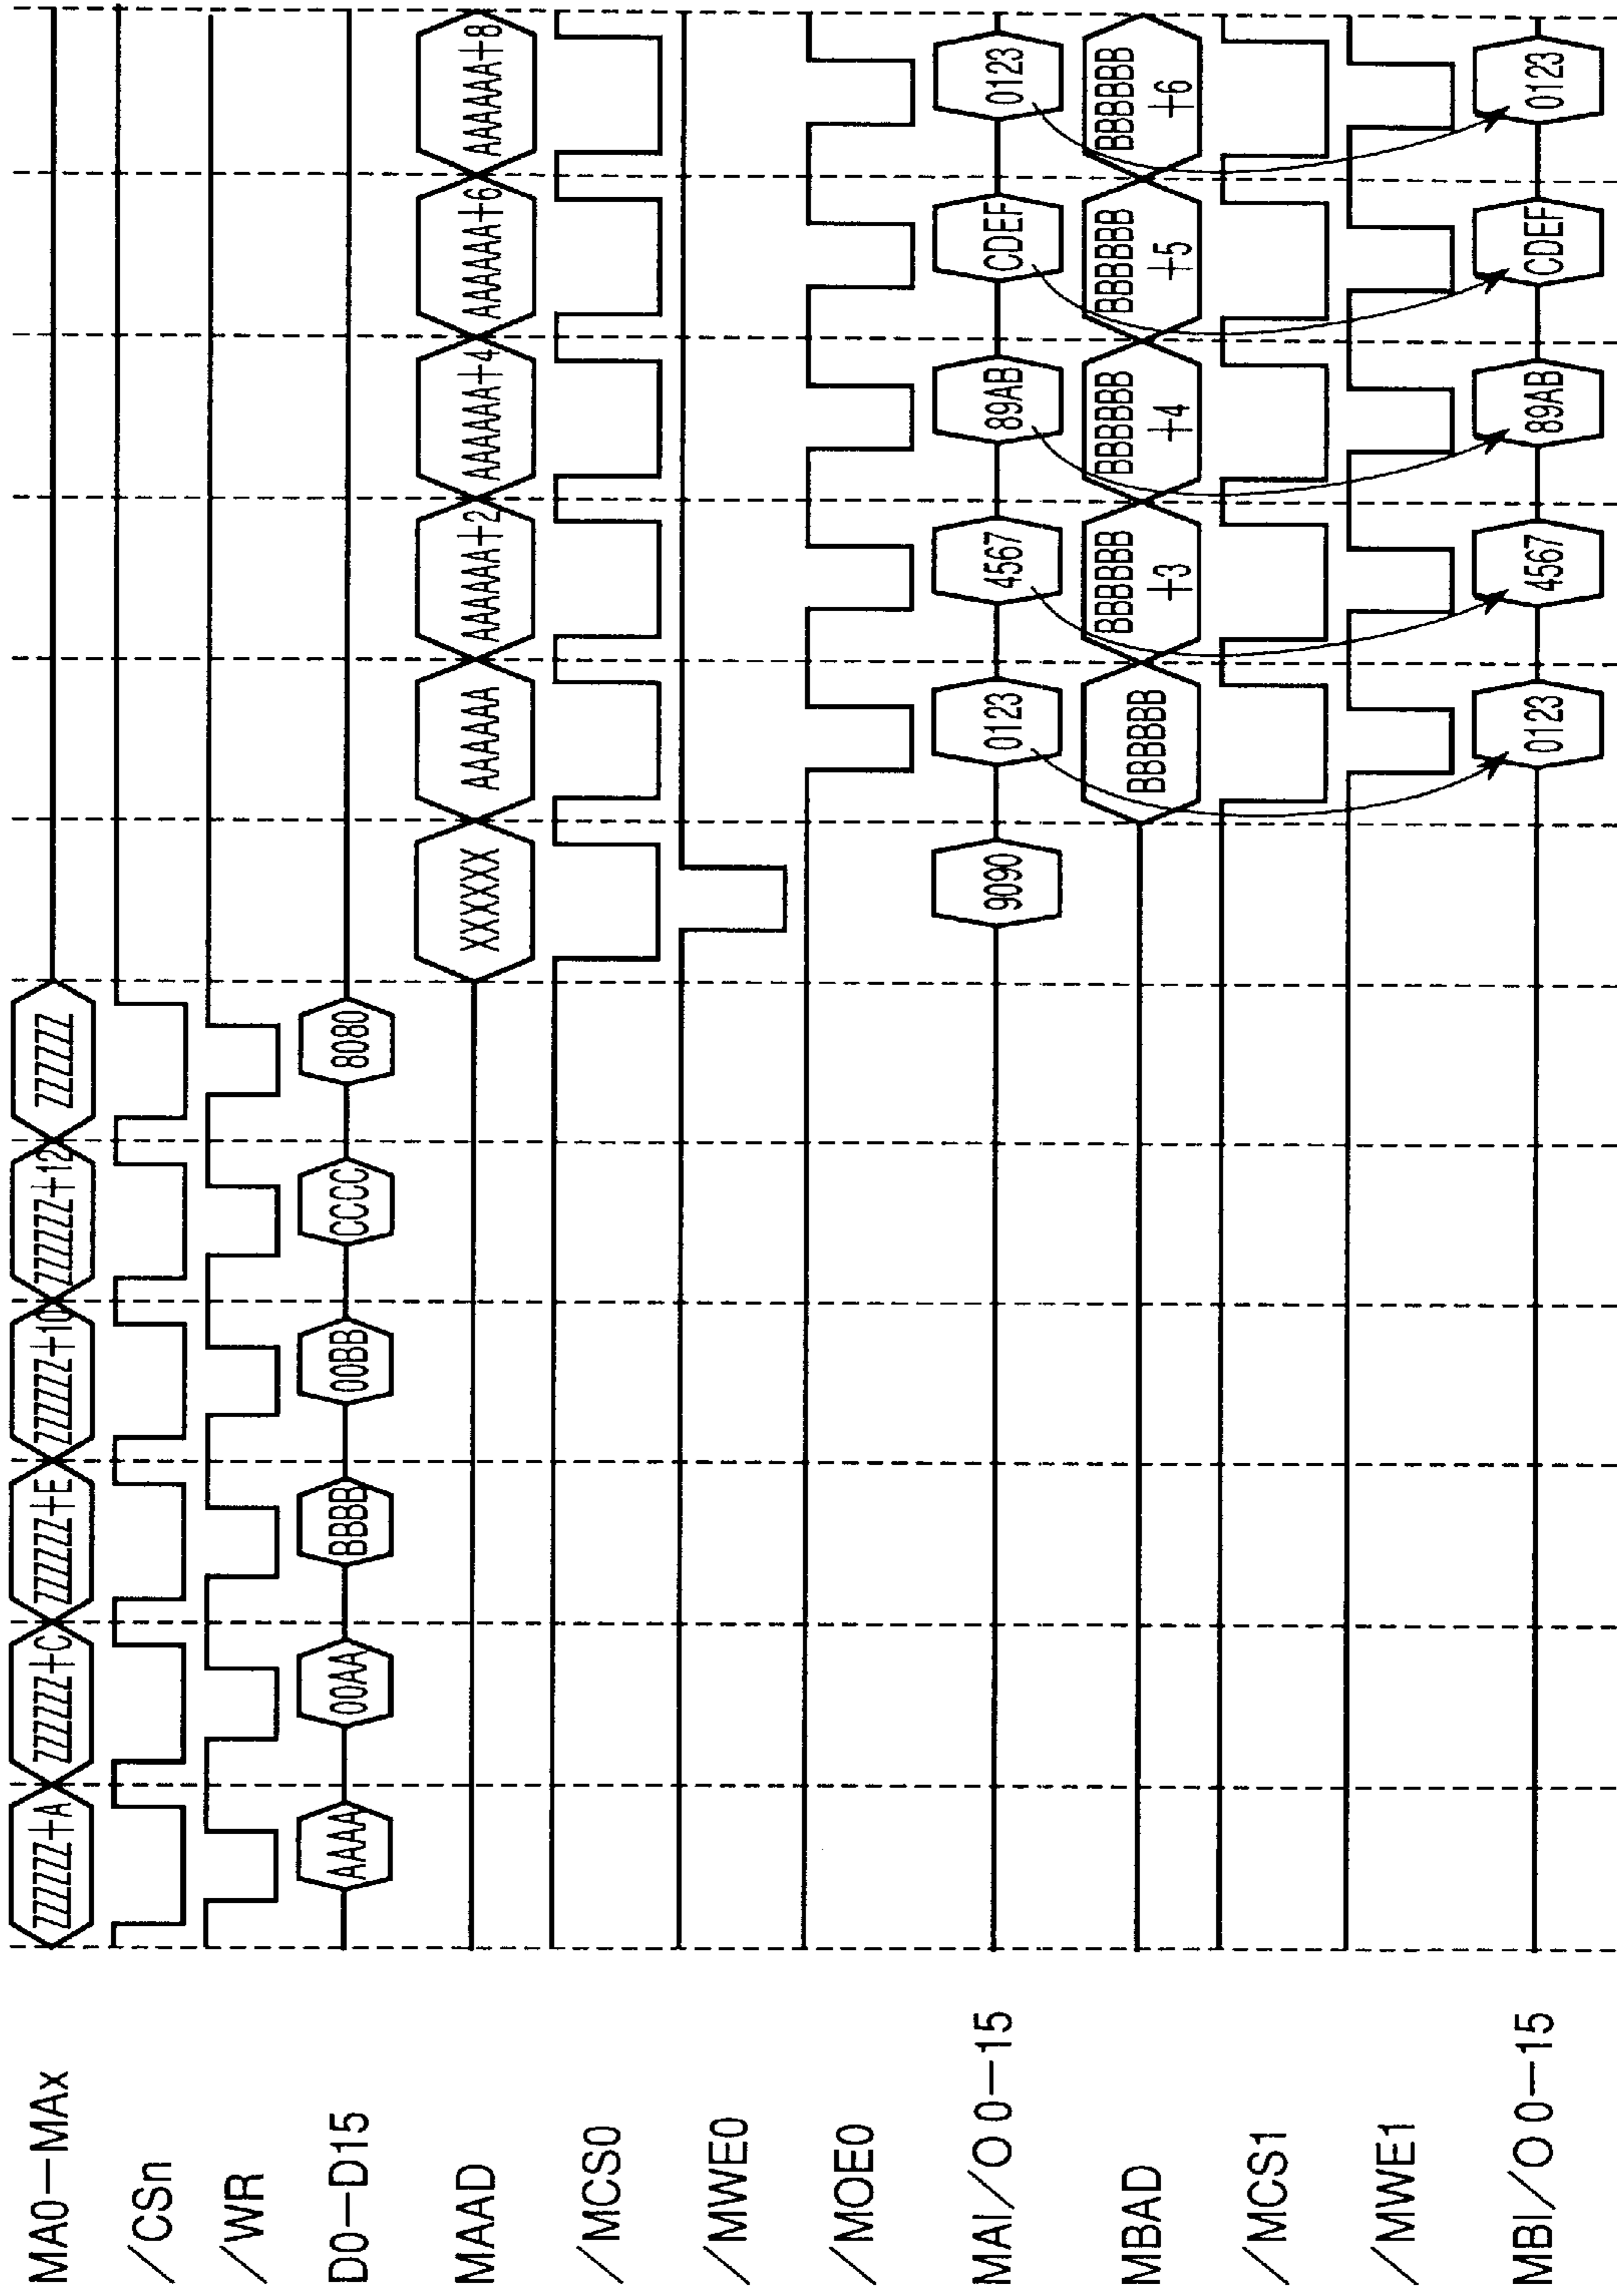 MA0-MAx
ZZZZZZ+A
ZZZZZZ+C
ZZZZZZ+E
ZZZZZZ+10
ZZZZZZ+12
ZZZZZZ
/CSn
/WR
D0-D15
AAAA
00AA
BBBB
00BB
CCCC
8080
MAAD
XXXXXX
AAAAAA
AAAAAA+2
AAAAAA+4
AAAAAA+6
AAAAAA+8
/MCS0
/MWE0
/MOE0
MAI/O 0-15
9090
0123
4567
89AB
CDEF
0123
MBAD
BBBBBB
BBBBBB
+3
BBBBBB
+4
BBBBBB
+5
BBBBBB
+6
/MCS1
/MWE1
MBI/O 0-15
0123
4567
89AB
CDEF
0123